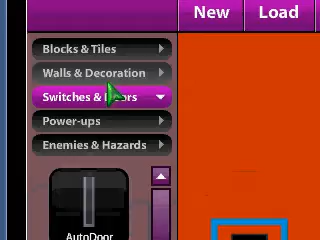 New Load
Blocks & Tiles
Walls & Decoration
Switches & Doors
Power-ups
Enemies & Hazards
AutoDoor